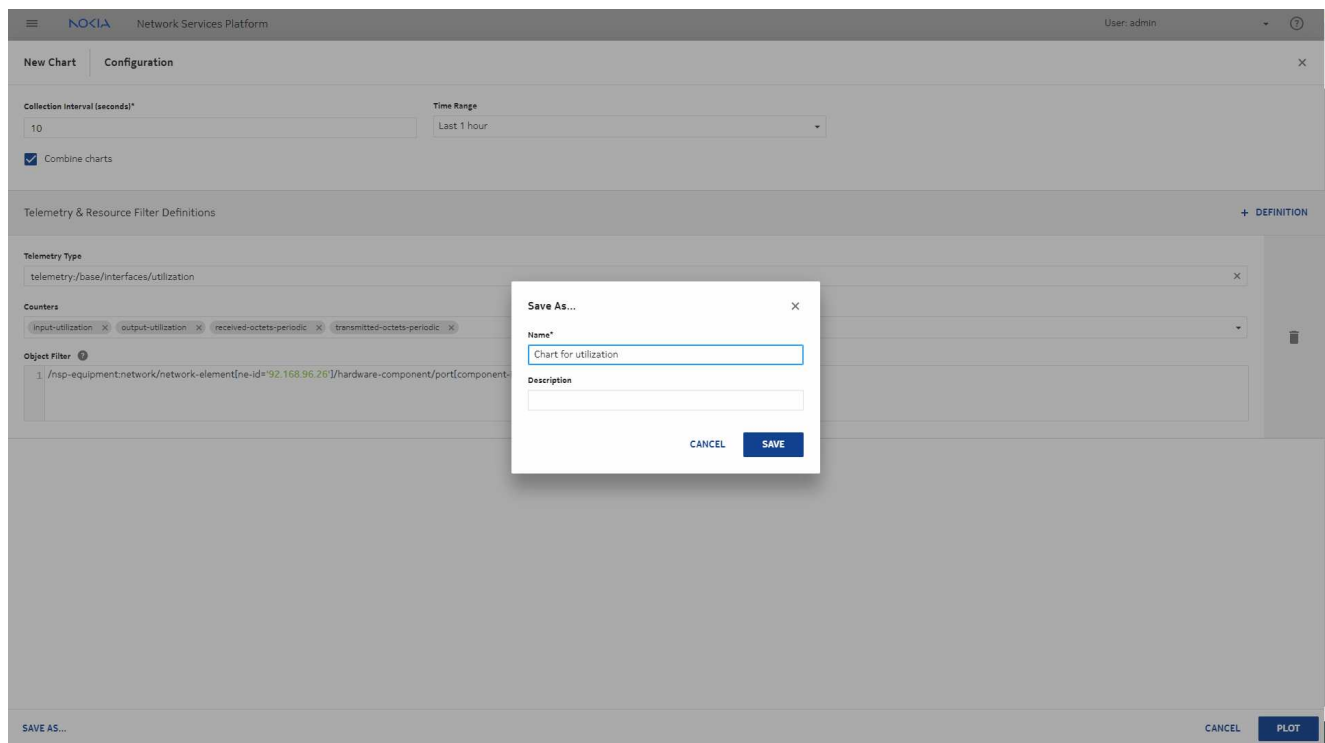 NOKIA Network Services Platform User: admin
New Chart Configuration
Collection Interval (seconds)* Time Range
10 Last 1 hour
Combine charts
Telemetry & Resource Filter Definitions + DEFINITION
Telemetry Type
telemetry:/base/interfaces/utilization
Counters
input-utilization output-utilization received-octets-periodic transmitted-octets-periodic
Object Filter
1 /nsp-equipment:network/network-element[ne-id='92.168.96.26']/hardware-component/port[component-
Save As...
Name*
Chart for utilization
Description
CANCEL SAVE
SAVE AS... CANCEL PLOT